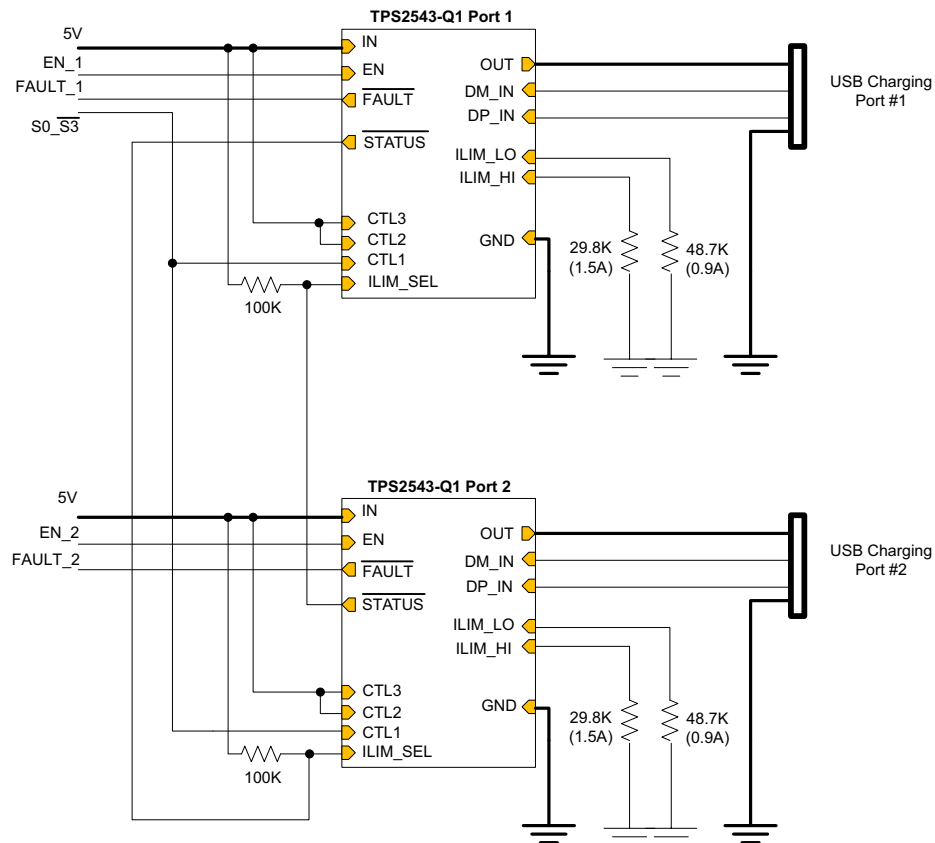 TPS2543-Q1 Port 1
5V
EN_1
FAULT_1
S0_S3
IN
EN
FAULT
STATUS
CTL3
CTL2
CTL1
ILIM_SEL
100K
OUT
DM_IN
DP_IN
ILIM_LO
ILIM_HI
GND
29.8K
(1.5A)
48.7K
(0.9A)
USB Charging
Port #1
TPS2543-Q1 Port 2
5V
EN_2
FAULT_2
IN
EN
FAULT
STATUS
CTL3
CTL2
CTL1
ILIM_SEL
100K
OUT
DM_IN
DP_IN
ILIM_LO
ILIM_HI
GND
29.8K
(1.5A)
48.7K
(0.9A)
USB Charging
Port #2